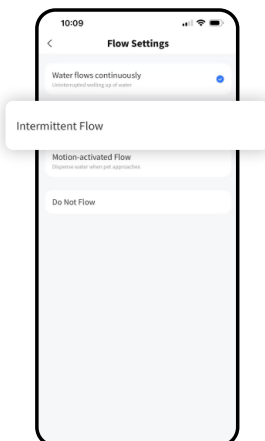 10:09
Flow Settings
Water flows continuously
Uninterrupted welling up of water
Intermittent Flow
Motion-activated Flow
Dispense water when pet approaches
Do Not Flow